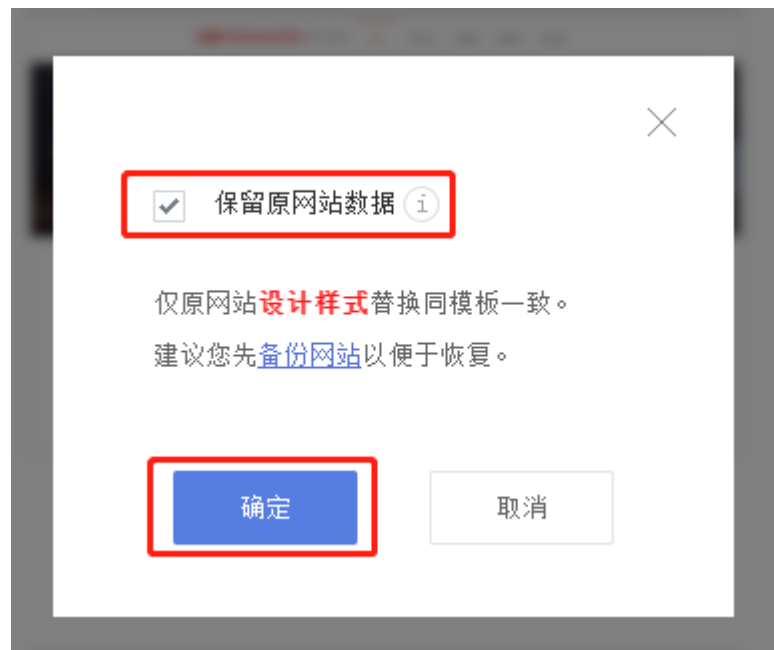 保留原网站数据 i
仅原网站设计样式替换同模板一致。
建议您先备份网站以便于恢复。
确定
取消